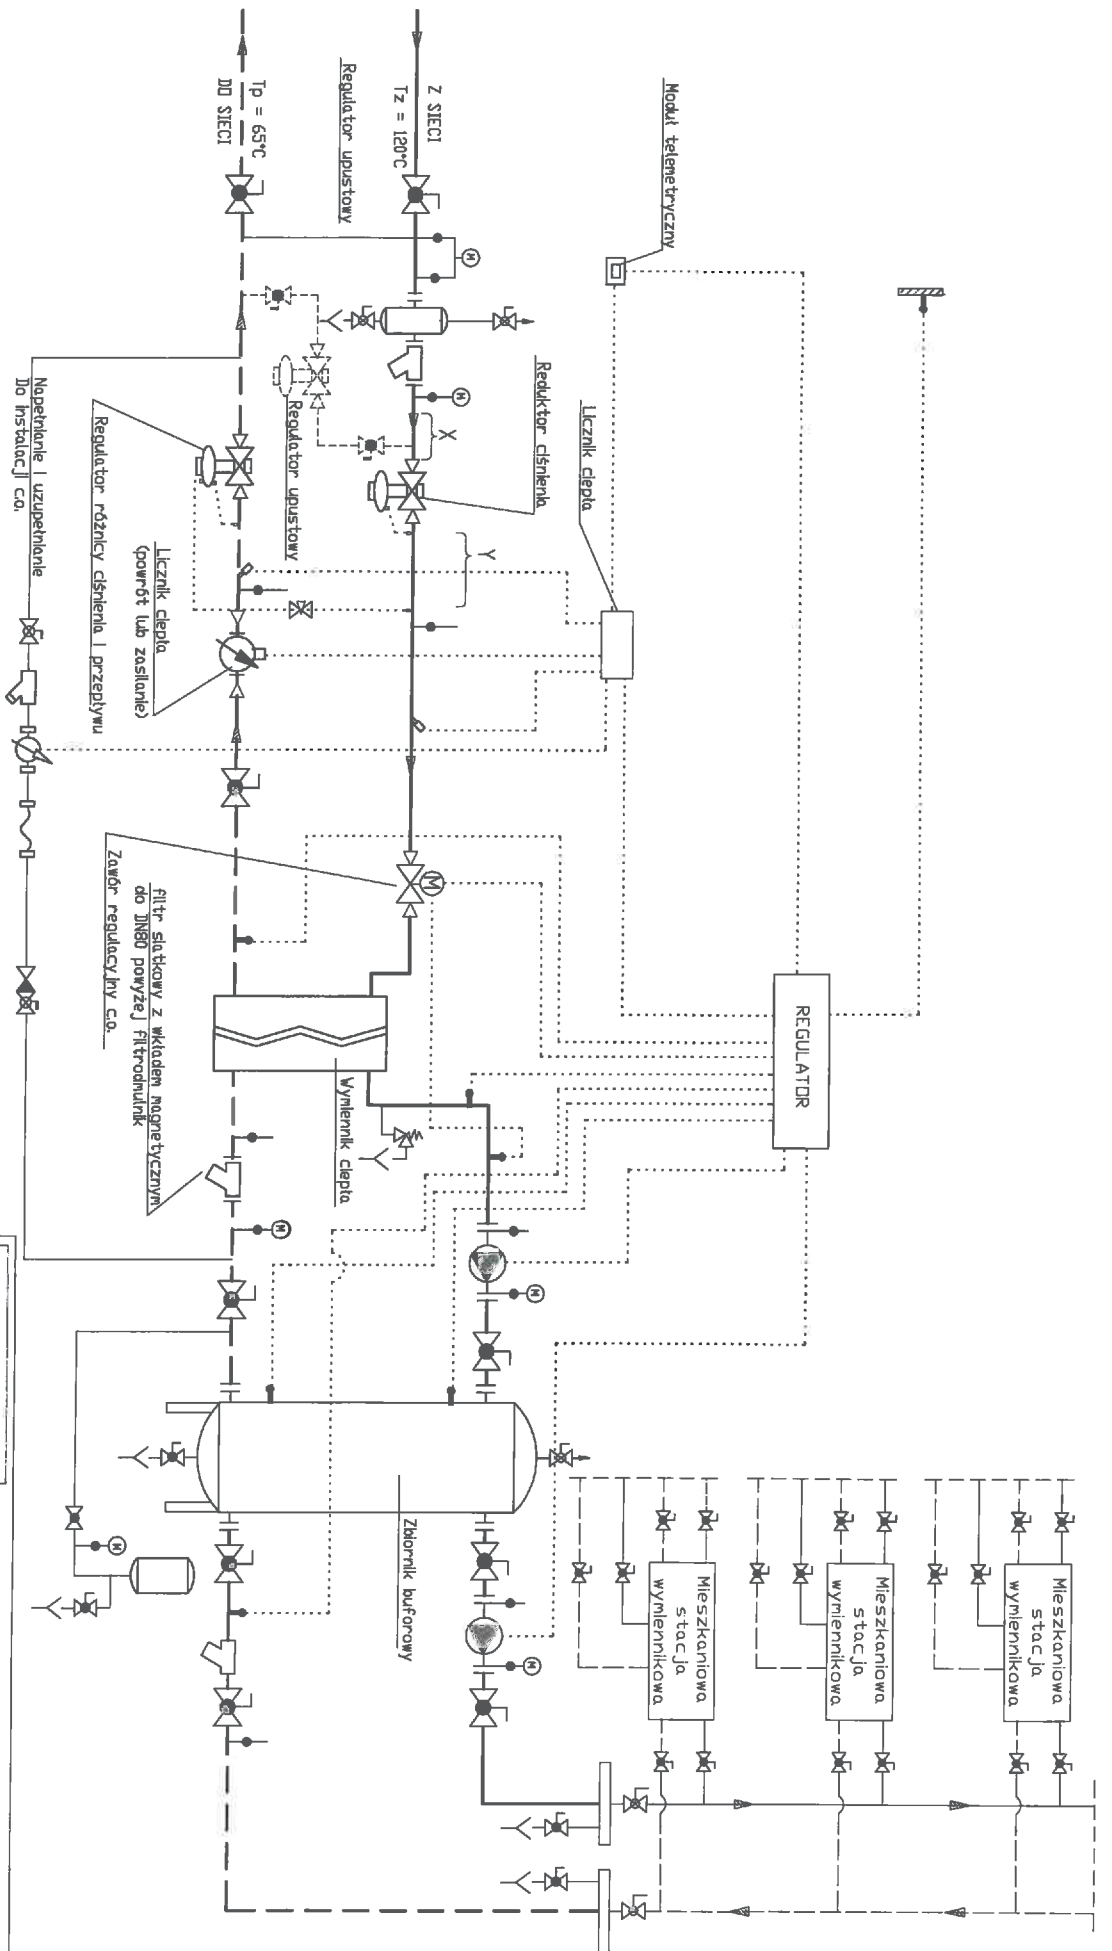 Moduł telemetryczny
Z SIECI
Tz = 120°C
Regulator upustowy
Tp = 65°C
DO SIECI
Licznik ciepła
Reduktor ciśnienia
X
Y
M
M
Regulator upustowy
Regulator różnicy ciśnienia i przepływu
Napełnianie i uzupełnianie
Do instalacji c.o.
Licznik ciepła
(powrót lub zasilanie)
M
Zawór regulacyjny c.o.
filtr siatkowy z wkładem magnetycznym
do DN80 powyżej filtrodmulnik
Wymiennik ciepła
REGULATOR
M
M
Zbiornik buforowy
M
M
Mieszkaniowa
stacja
wymiennikowa
Mieszkaniowa
stacja
wymiennikowa
Mieszkaniowa
stacja
wymiennikowa